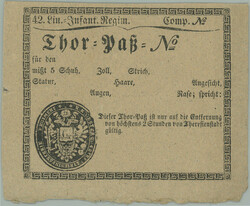 42. Lin.-Infant. Regim. Comp. №
Thor-Paß-№
für den
mißt 5 Schuh, Zoll, Strich,
Statur, Haare, Angesicht,
Augen, Nase; spricht:
Dieser Thor-Paß ist nur auf die Entfernung
von höchstens 2 Stunden von Theresienstadt
gültig.